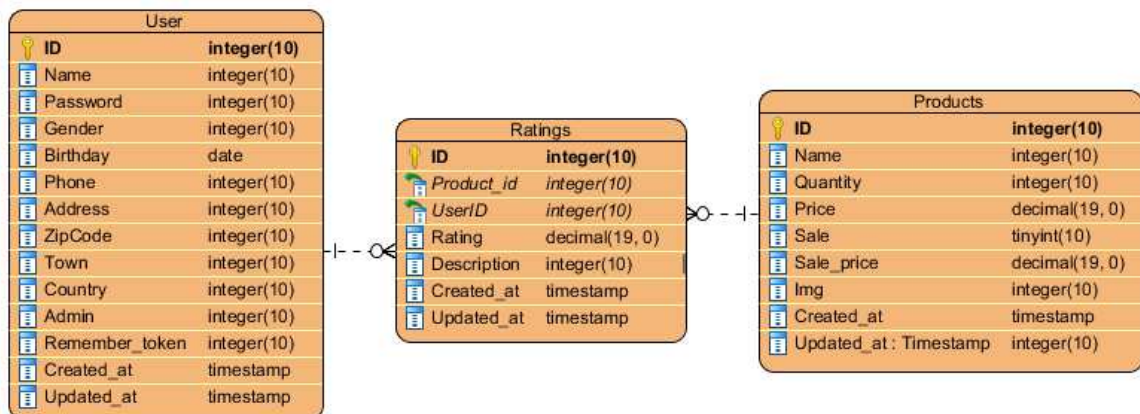 User
ID integer(10)
Name integer(10)
Password integer(10)
Gender integer(10)
Birthday date
Phone integer(10)
Address integer(10)
ZipCode integer(10)
Town integer(10)
Country integer(10)
Admin integer(10)
Remember_token integer(10)
Created_at timestamp
Updated_at timestamp
Ratings
ID integer(10)
Product_id integer(10)
UserID integer(10)
Rating decimal(19, 0)
Description integer(10)
Created_at timestamp
Updated_at timestamp
Products
ID integer(10)
Name integer(10)
Quantity integer(10)
Price decimal(19, 0)
Sale tinyint(10)
Sale_price decimal(19, 0)
Img integer(10)
Created_at timestamp
Updated_at : Timestamp integer(10)